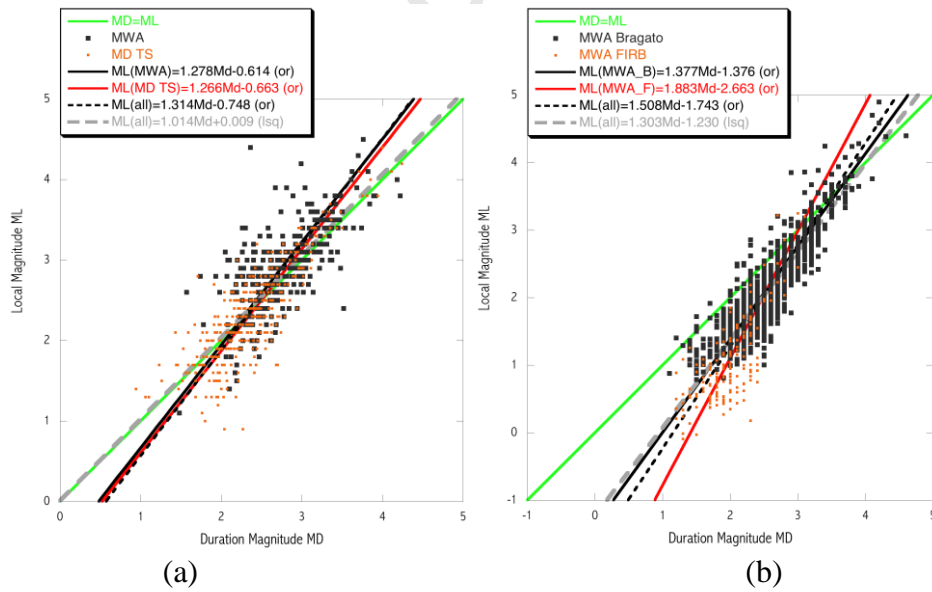 MD=ML
MWA
MD TS
ML(MWA)=1.278Md-0.614 (or)
ML(MD TS)=1.266Md-0.663 (or)
ML(all)=1.314Md-0.748 (or)
ML(all)=1.014Md+0.009 (lsq)
5
4
3
2
1
0
Local Magnitude ML
0 1 2 3 4 5
Duration Magnitude MD
(a)
MD=ML
MWA Bragato
MWA FIRB
ML(MWA_B)=1.377Md-1.376 (or)
ML(MWA_F)=1.883Md-2.663 (or)
ML(all)=1.508Md-1.743 (or)
ML(all)=1.303Md-1.230 (lsq)
5
4
3
2
1
0
-1
Local Magnitude ML
-1 0 1 2 3 4 5
Duration Magnitude MD
(b)